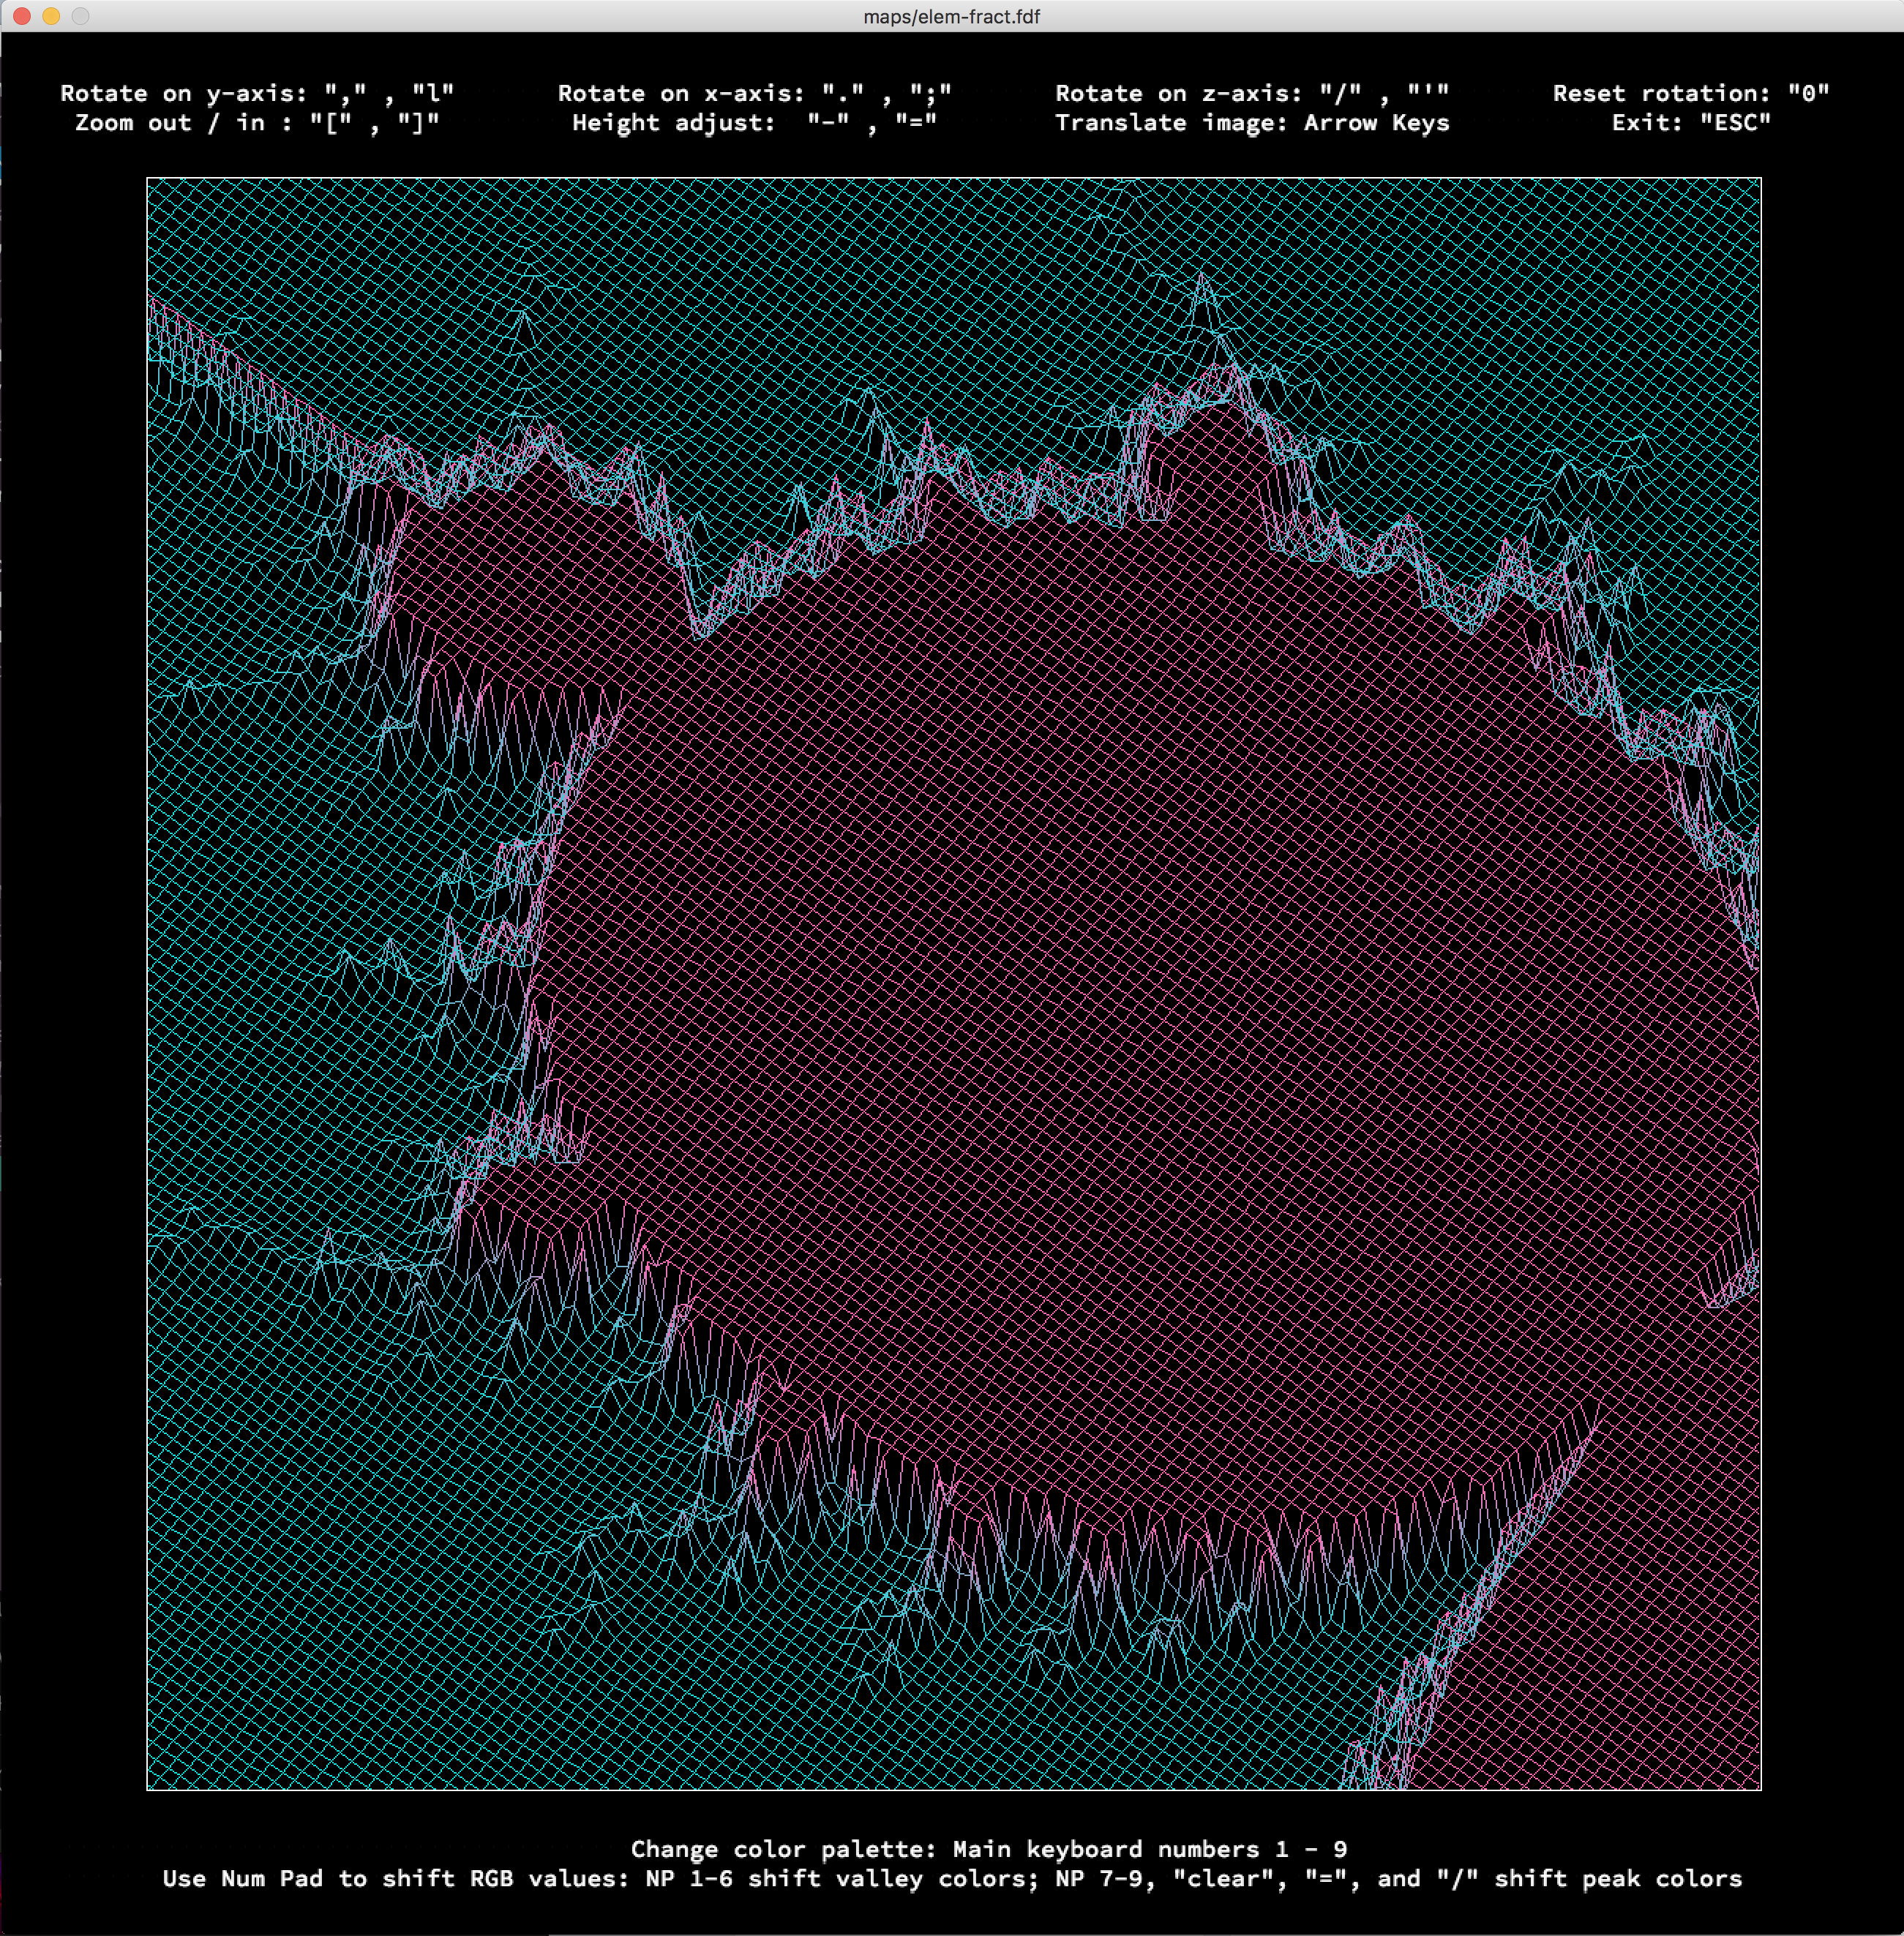 maps/elem-fract.fdf
Rotate on y-axis: "," , "l" Rotate on x-axis: "." , ";" Rotate on z-axis: "/" , "'" Reset rotation: "0"
Zoom out / in : "[" , "]" Height adjust: "-" , "=" Translate image: Arrow Keys Exit: "ESC"
Change color palette: Main keyboard numbers 1 - 9
Use Num Pad to shift RGB values: NP 1-6 shift valley colors; NP 7-9, "clear", "=", and "/" shift peak colors